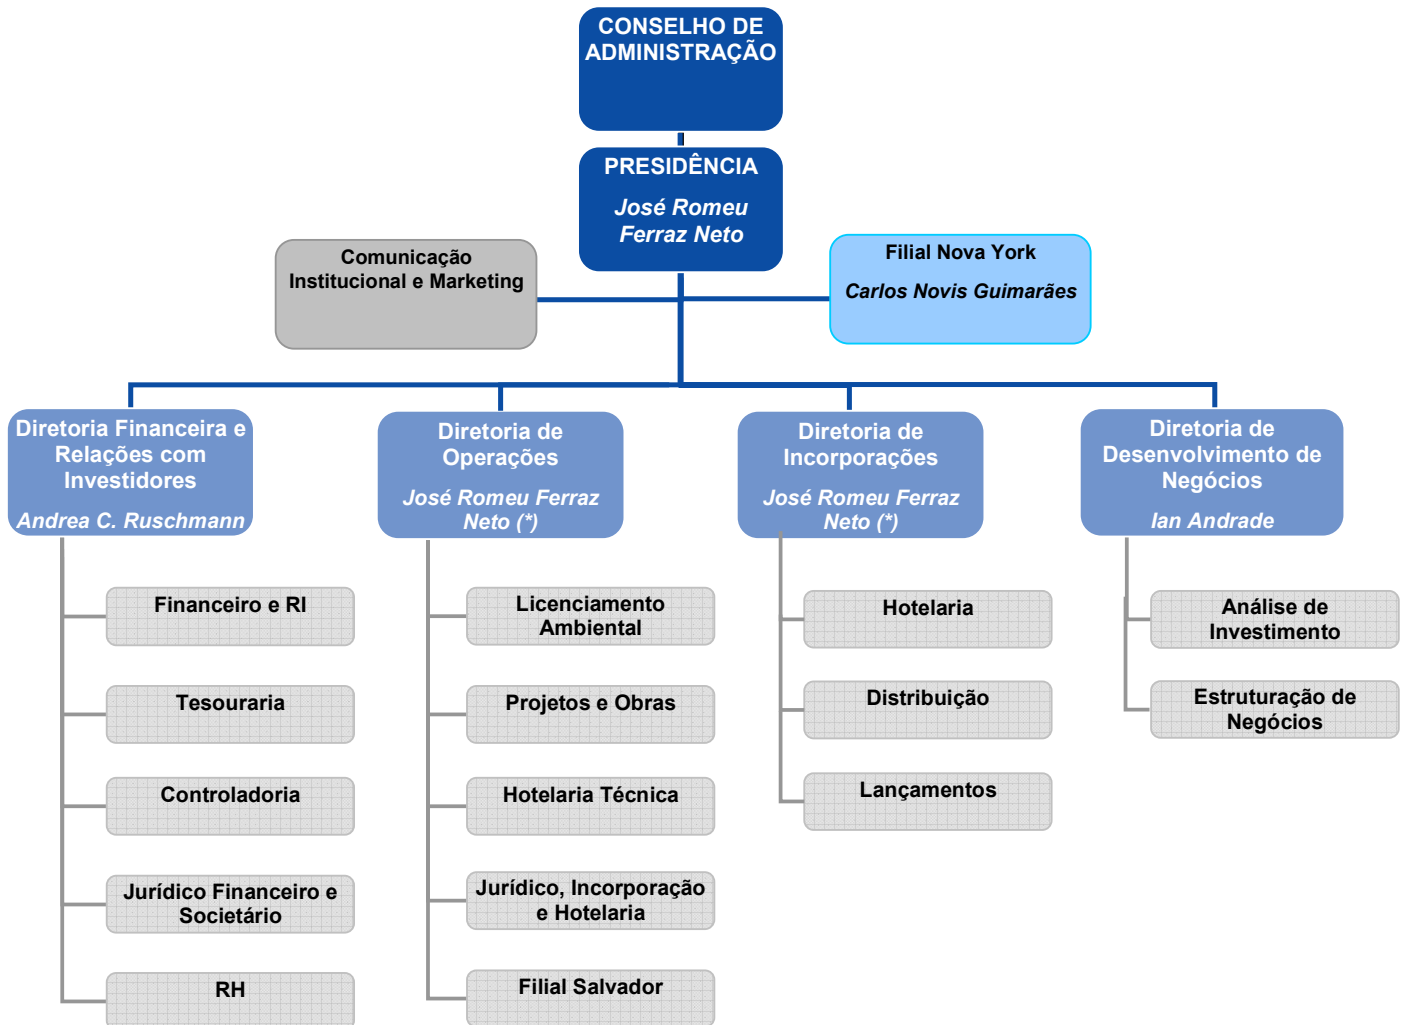 CONSELHO DE
ADMINISTRAÇÃO
PRESIDÊNCIA
José Romeu
Ferraz Neto
Comunicação
Institucional e Marketing
Filial Nova York
Carlos Novis Guimarães
Diretoria Financeira e
Relações com
Investidores
Andrea C. Ruschmann
Financeiro e RI
Tesouraria
Controladoria
Jurídico Financeiro e
Societário
RH
Diretoria de
Operações
José Romeu Ferraz
Neto (*)
Licenciamento
Ambiental
Projetos e Obras
Hotelaria Técnica
Jurídico, Incorporação
e Hotelaria
Filial Salvador
Diretoria de
Incorporações
José Romeu Ferraz
Neto (*)
Hotelaria
Distribuição
Lançamentos
Diretoria de
Desenvolvimento de
Negócios
Ian Andrade
Análise de
Investimento
Estruturação de
Negócios